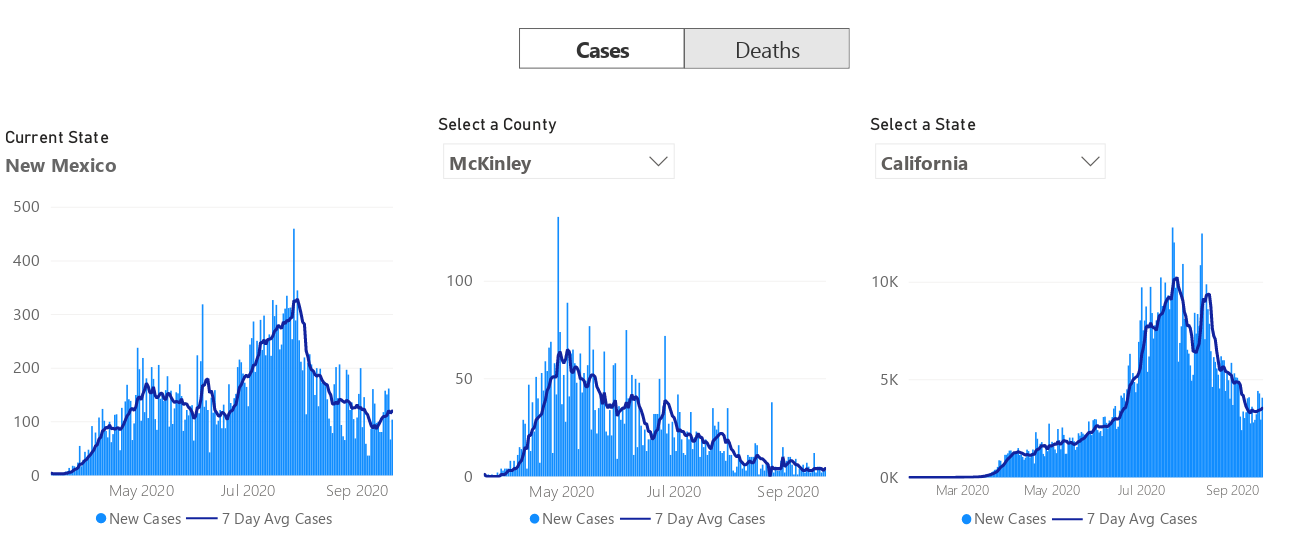 Cases Deaths
Current State
New Mexico
Select a County
McKinley
Select a State
California
500
400
300
200
100
0
May 2020 Jul 2020 Sep 2020
New Cases 7 Day Avg Cases
100
50
0
May 2020 Jul 2020 Sep 2020
New Cases 7 Day Avg Cases
10K
5K
0K
Mar 2020 May 2020 Jul 2020 Sep 2020
New Cases 7 Day Avg Cases